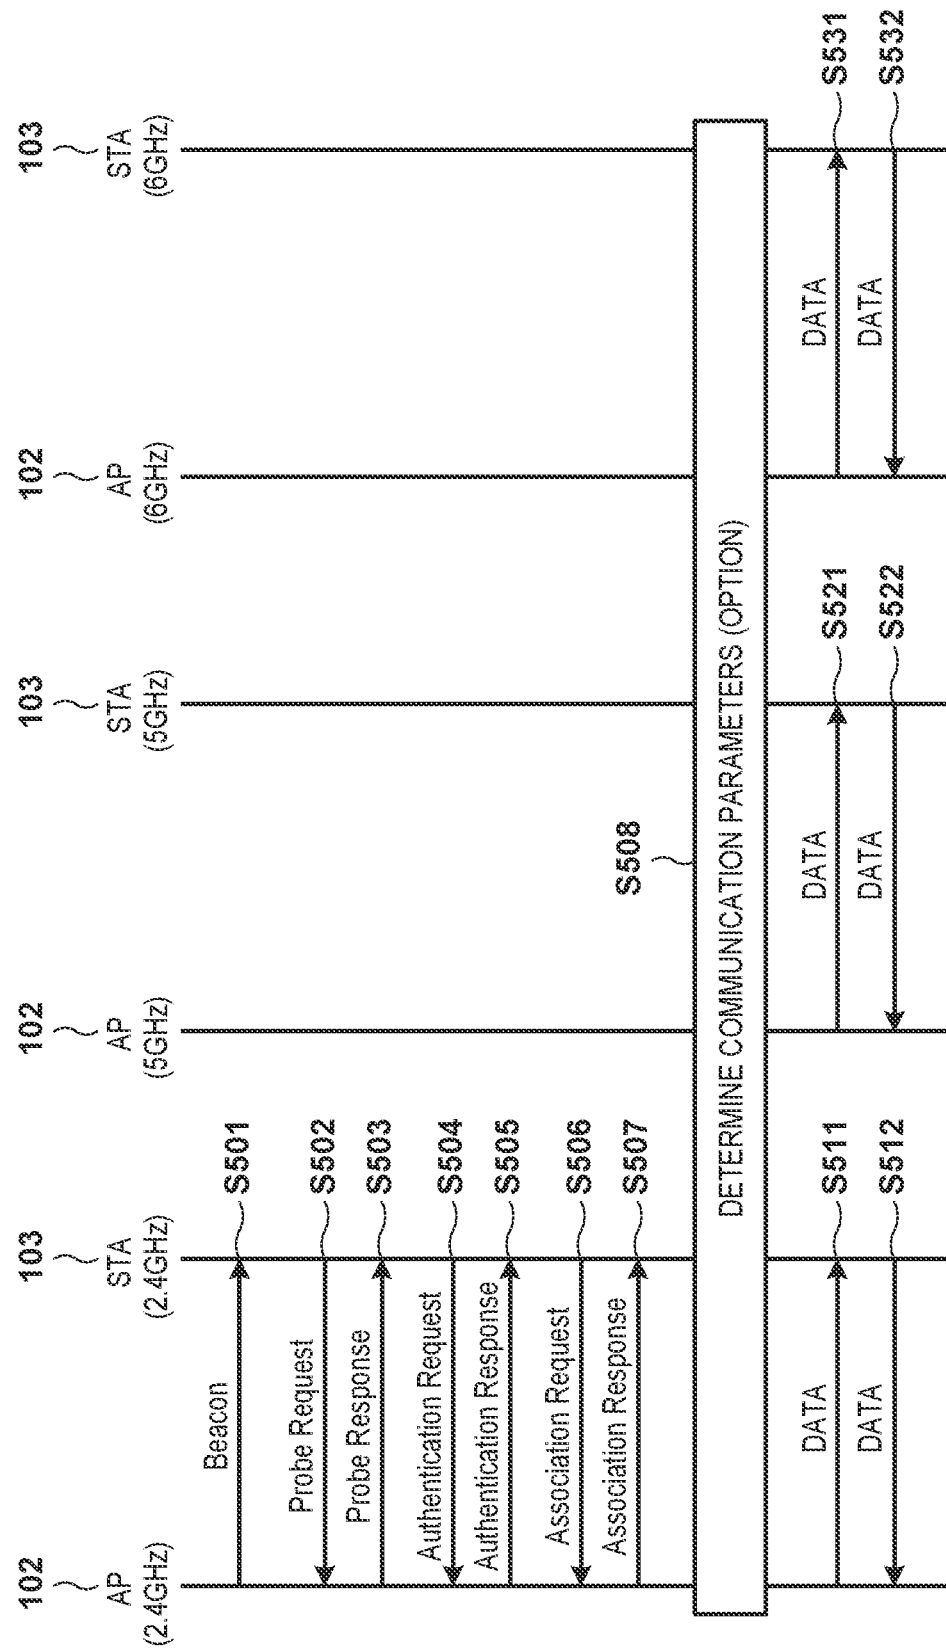 102
AP
(2.4GHz)
103
STA
(2.4GHz)
102
AP
(5GHz)
103
STA
(5GHz)
102
AP
(6GHz)
103
STA
(6GHz)
Beacon
S501
Probe Request
S502
Probe Response
S503
Authentication Request
S504
Authentication Response
S505
Association Request
S506
Association Response
S507
S508
DETERMINE COMMUNICATION PARAMETERS (OPTION)
DATA
S511
DATA
S521
DATA
S531
DATA
S512
DATA
S522
DATA
S532